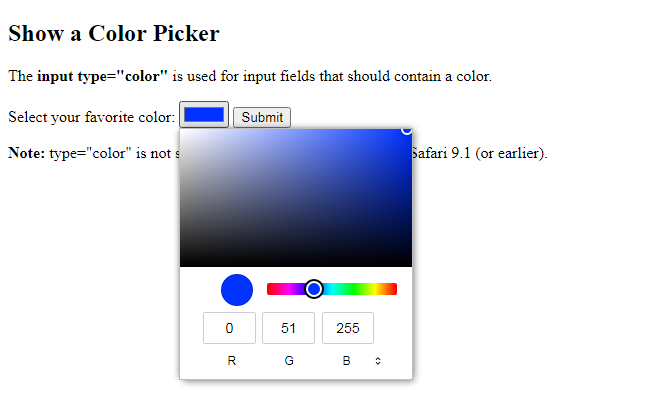 Show a Color Picker
The input type="color" is used for input fields that should contain a color.
Select your favorite color: Submit
Note: type="color" is not Safari 9.1 (or earlier).
0 51 255
R G B